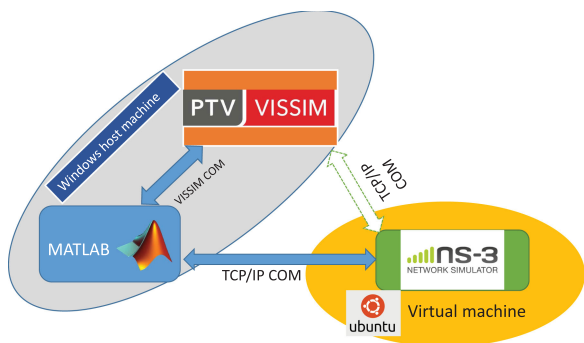 PTV VISSIM
Windows host machine
VISSIM COM
TCP/IP
COM
MATLAB
TCP/IP COM
ns-3
NETWORK SIMULATOR
ubuntu
Virtual machine